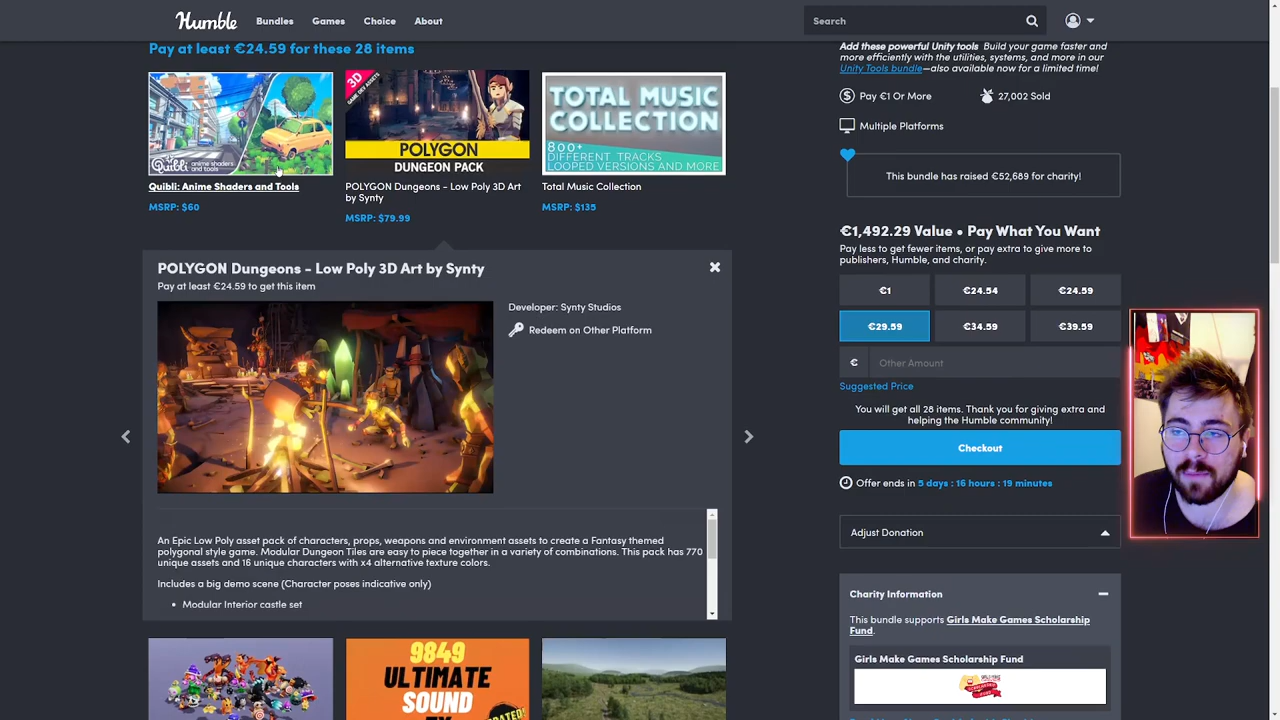 Humble
Bundles
Games
Choice
About
Search
Pay at least €24.59 for these 28 items
Quibli anime shaders and tools
Quibli: Anime Shaders and Tools
MSRP: $60
3D
GAME DEV ASSETS
POLYGON
DUNGEON PACK
POLYGON Dungeons - Low Poly 3D Art
by Synty
MSRP: $79.99
TOTAL MUSIC
COLLECTION
800+
DIFFERENT TRACKS
LOOPED VERSIONS AND MORE
Total Music Collection
MSRP: $135
POLYGON Dungeons - Low Poly 3D Art by Synty
Pay at least €24.59 to get this item
Developer: Synty Studios
Redeem on Other Platform
An Epic Low Poly asset pack of characters, props, weapons and environment assets to create a Fantasy themed
polygonal style game. Modular Dungeon Tiles are easy to piece together in a variety of combinations. This pack has 770
unique assets and 16 unique characters with x4 alternative texture colors.
Includes a big demo scene (Character poses indicative only)
• Modular Interior castle set
9849
ULTIMATE
SOUND
Add these powerful Unity tools Build your game faster and
more efficiently with the utilities, systems, and more in our
Unity Tools bundle—also available now for a limited time!
Pay €1 Or More
27,002 Sold
Multiple Platforms
This bundle has raised €52,689 for charity!
€1,492.29 Value • Pay What You Want
Pay less to get fewer items, or pay extra to give more to
publishers, Humble, and charity.
€1
€24.54
€24.59
€29.59
€34.59
€39.59
€
Other Amount
Suggested Price
You will get all 28 items. Thank you for giving extra and
helping the Humble community!
Checkout
Offer ends in 5 days : 16 hours : 19 minutes
Adjust Donation
Charity Information
This bundle supports Girls Make Games Scholarship
Fund.
Girls Make Games Scholarship Fund